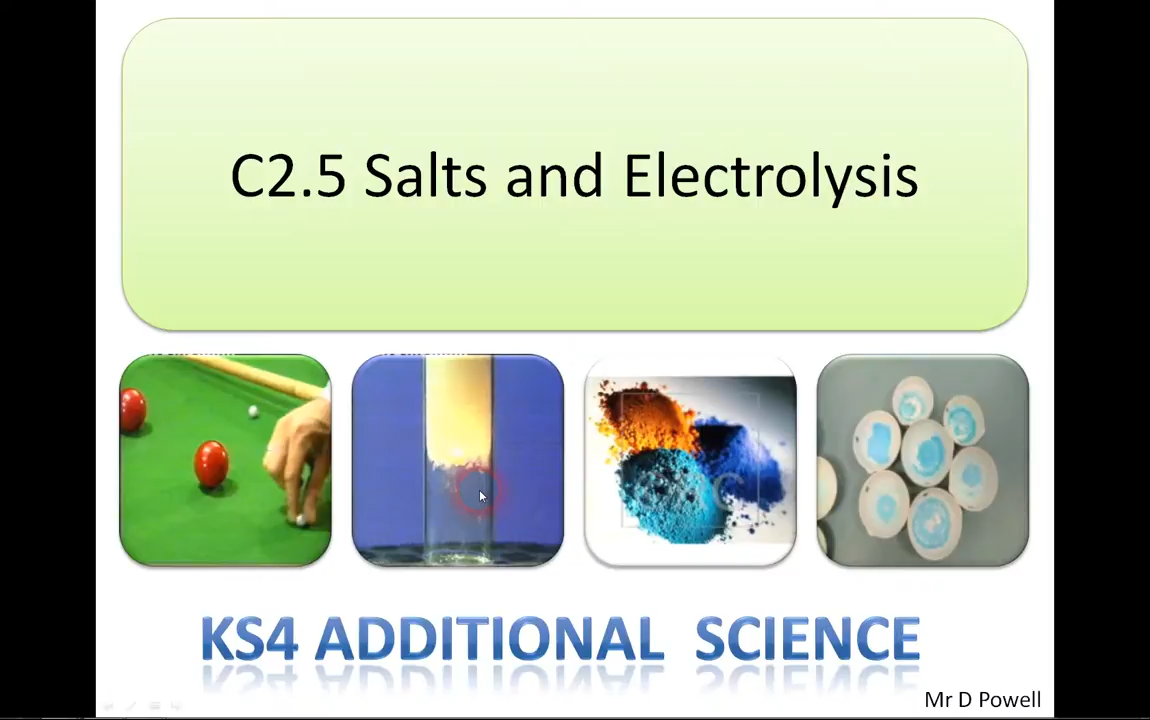 C2.5 Salts and Electrolysis
KS4 ADDITIONAL SCIENCE
Mr D Powell